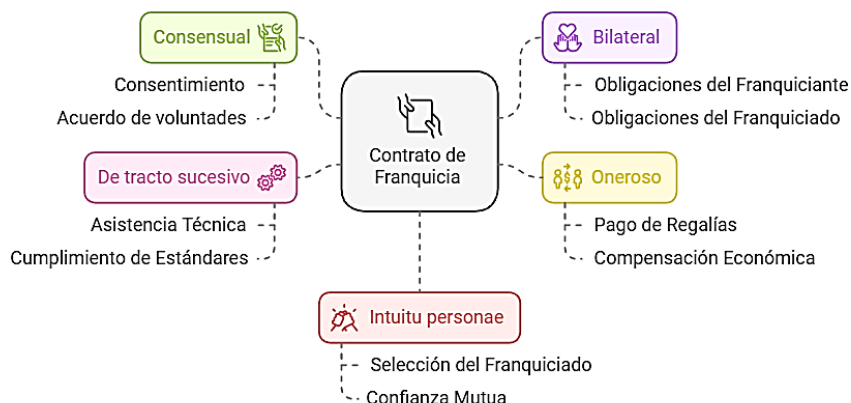 Consensual
Consentimiento
Acuerdo de voluntades
De tracto sucesivo
Asistencia Técnica
Cumplimiento de Estándares
Contrato de
Franquicia
Bilateral
Obligaciones del Franquiciante
Obligaciones del Franquiciado
Oneroso
Pago de Regalías
Compensación Económica
Intuitu personae
Selección del Franquiciado
Confianza Mutua